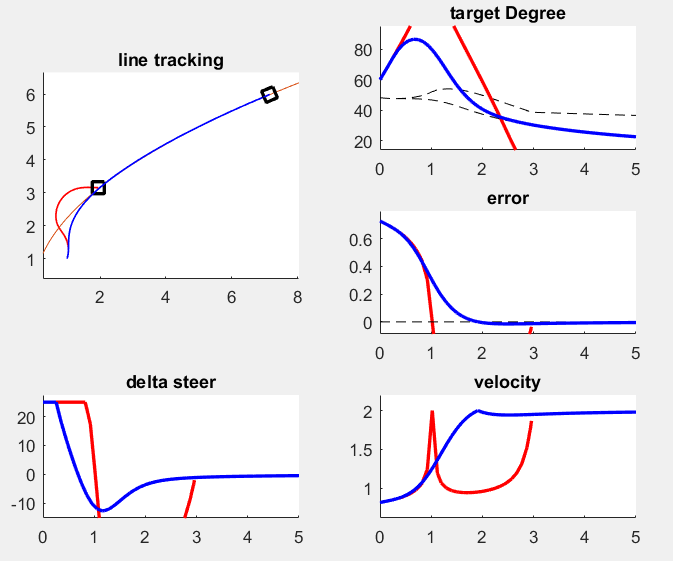 line tracking
6
5
4
3
2
1
2 4 6 8
target Degree
80
60
40
20
0 1 2 3 4 5
error
0.6
0.4
0.2
0
0 1 2 3 4 5
delta steer
20
10
0
-10
0 1 2 3 4 5
velocity
2
1.5
1
0 1 2 3 4 5